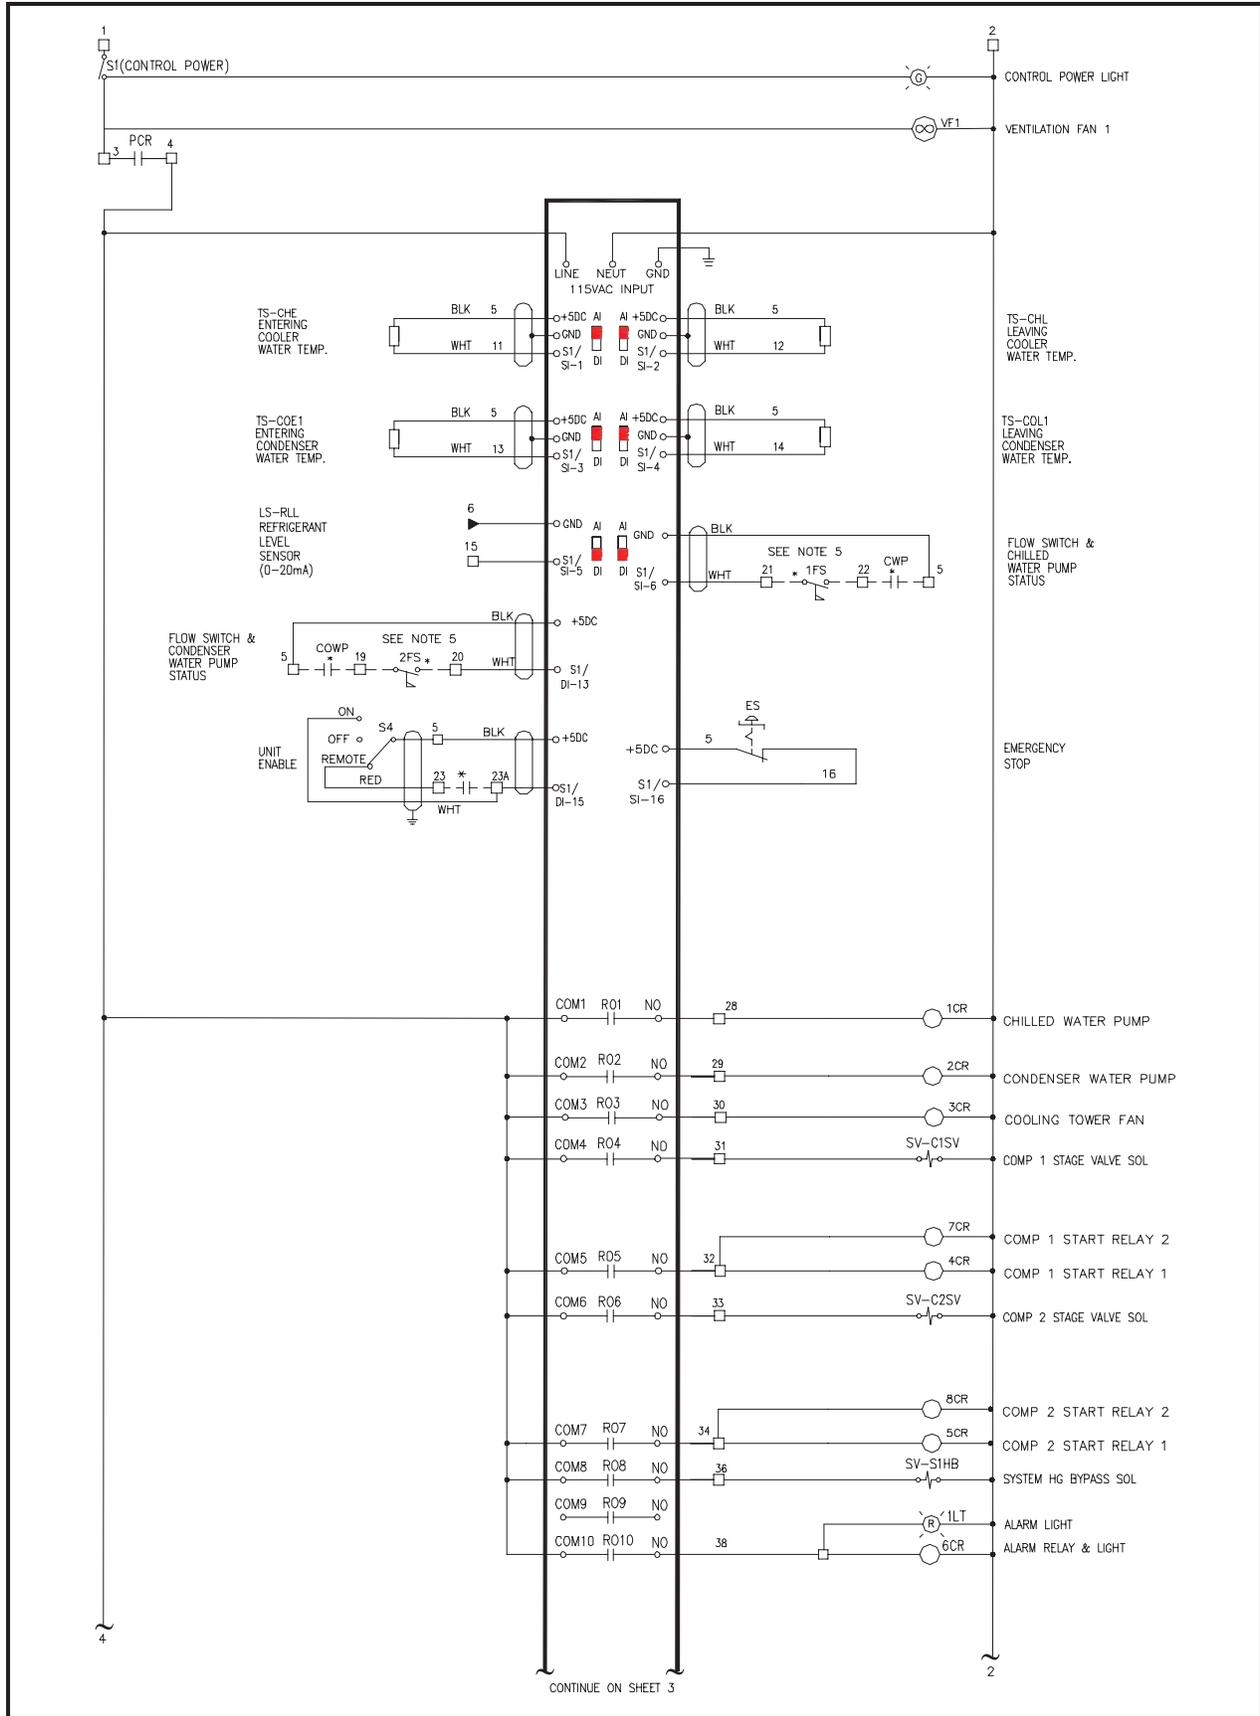 1
2
S1(CONTROL POWER)
G
CONTROL POWER LIGHT
VF1
VENTILATION FAN 1
PCR
3
4
LINE NEUT GND
115VAC INPUT
TS-CHE
ENTERING
COOLER
WATER TEMP.
BLK 5
WHT 11
+5DC AI
GND
S1/
SI-1 DI
AI +5DC
GND
S1/
DI SI-2
BLK 5
WHT 12
TS-CHL
LEAVING
COOLER
WATER TEMP.
TS-COE1
ENTERING
CONDENSER
WATER TEMP.
BLK 5
WHT 13
+5DC AI
GND
S1/
SI-3 DI
AI +5DC
GND
S1/
DI SI-4
BLK 5
WHT 14
TS-COL1
LEAVING
CONDENSER
WATER TEMP.
LS-RLL
REFRIGERANT
LEVEL
SENSOR
(0-20mA)
6
15
GND AI
S1/
SI-5 DI
AI
GND
DI
S1/
SI-6
BLK
WHT
SEE NOTE 5
21 * 1FS 22 CWP * 5
FLOW SWITCH &
CHILLED
WATER PUMP
STATUS
FLOW SWITCH &
CONDENSER
WATER PUMP
STATUS
BLK
+5DC
SEE NOTE 5
5 COWP * 19 2FS * 20
WHT
S1/
DI-13
UNIT
ENABLE
ON
OFF
REMOTE
S4
5
BLK
+5DC
RED
23 * 23A
WHT
S1/
DI-15
ES
+5DC
5
16
S1/
SI-16
EMERGENCY
STOP
COM1 RO1 NO 28 1CR CHILLED WATER PUMP
COM2 RO2 NO 29 2CR CONDENSER WATER PUMP
COM3 RO3 NO 30 3CR COOLING TOWER FAN
COM4 RO4 NO 31 SV-C1SV COMP 1 STAGE VALVE SOL
7CR COMP 1 START RELAY 2
COM5 RO5 NO 32 4CR COMP 1 START RELAY 1
COM6 RO6 NO 33 SV-C2SV COMP 2 STAGE VALVE SOL
8CR COMP 2 START RELAY 2
COM7 RO7 NO 34 5CR COMP 2 START RELAY 1
COM8 RO8 NO 36 SV-S1HB SYSTEM HG BYPASS SOL
COM9 RO9 NO
R 1LT ALARM LIGHT
COM10 RO10 NO 38 6CR ALARM RELAY & LIGHT
4
2
CONTINUE ON SHEET 3